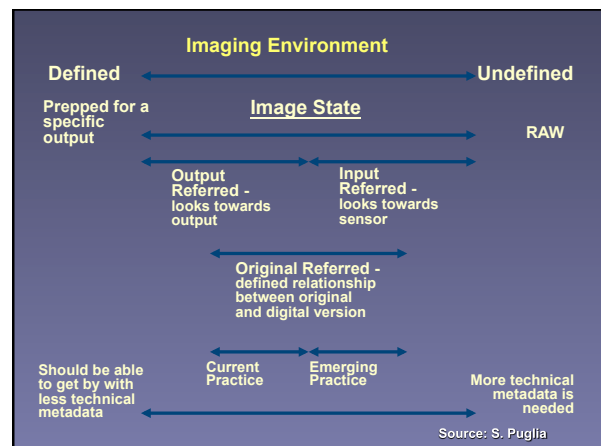 Imaging Environment
Defined
Undefined
Prepped for a
specific
output
Image State
RAW
Output
Referred -
looks towards
output
Input
Referred -
looks towards
sensor
Original Referred -
defined relationship
between original
and digital version
Should be able
to get by with
less technical
metadata
Current
Practice
Emerging
Practice
More technical
metadata is
needed
Source: S. Puglia